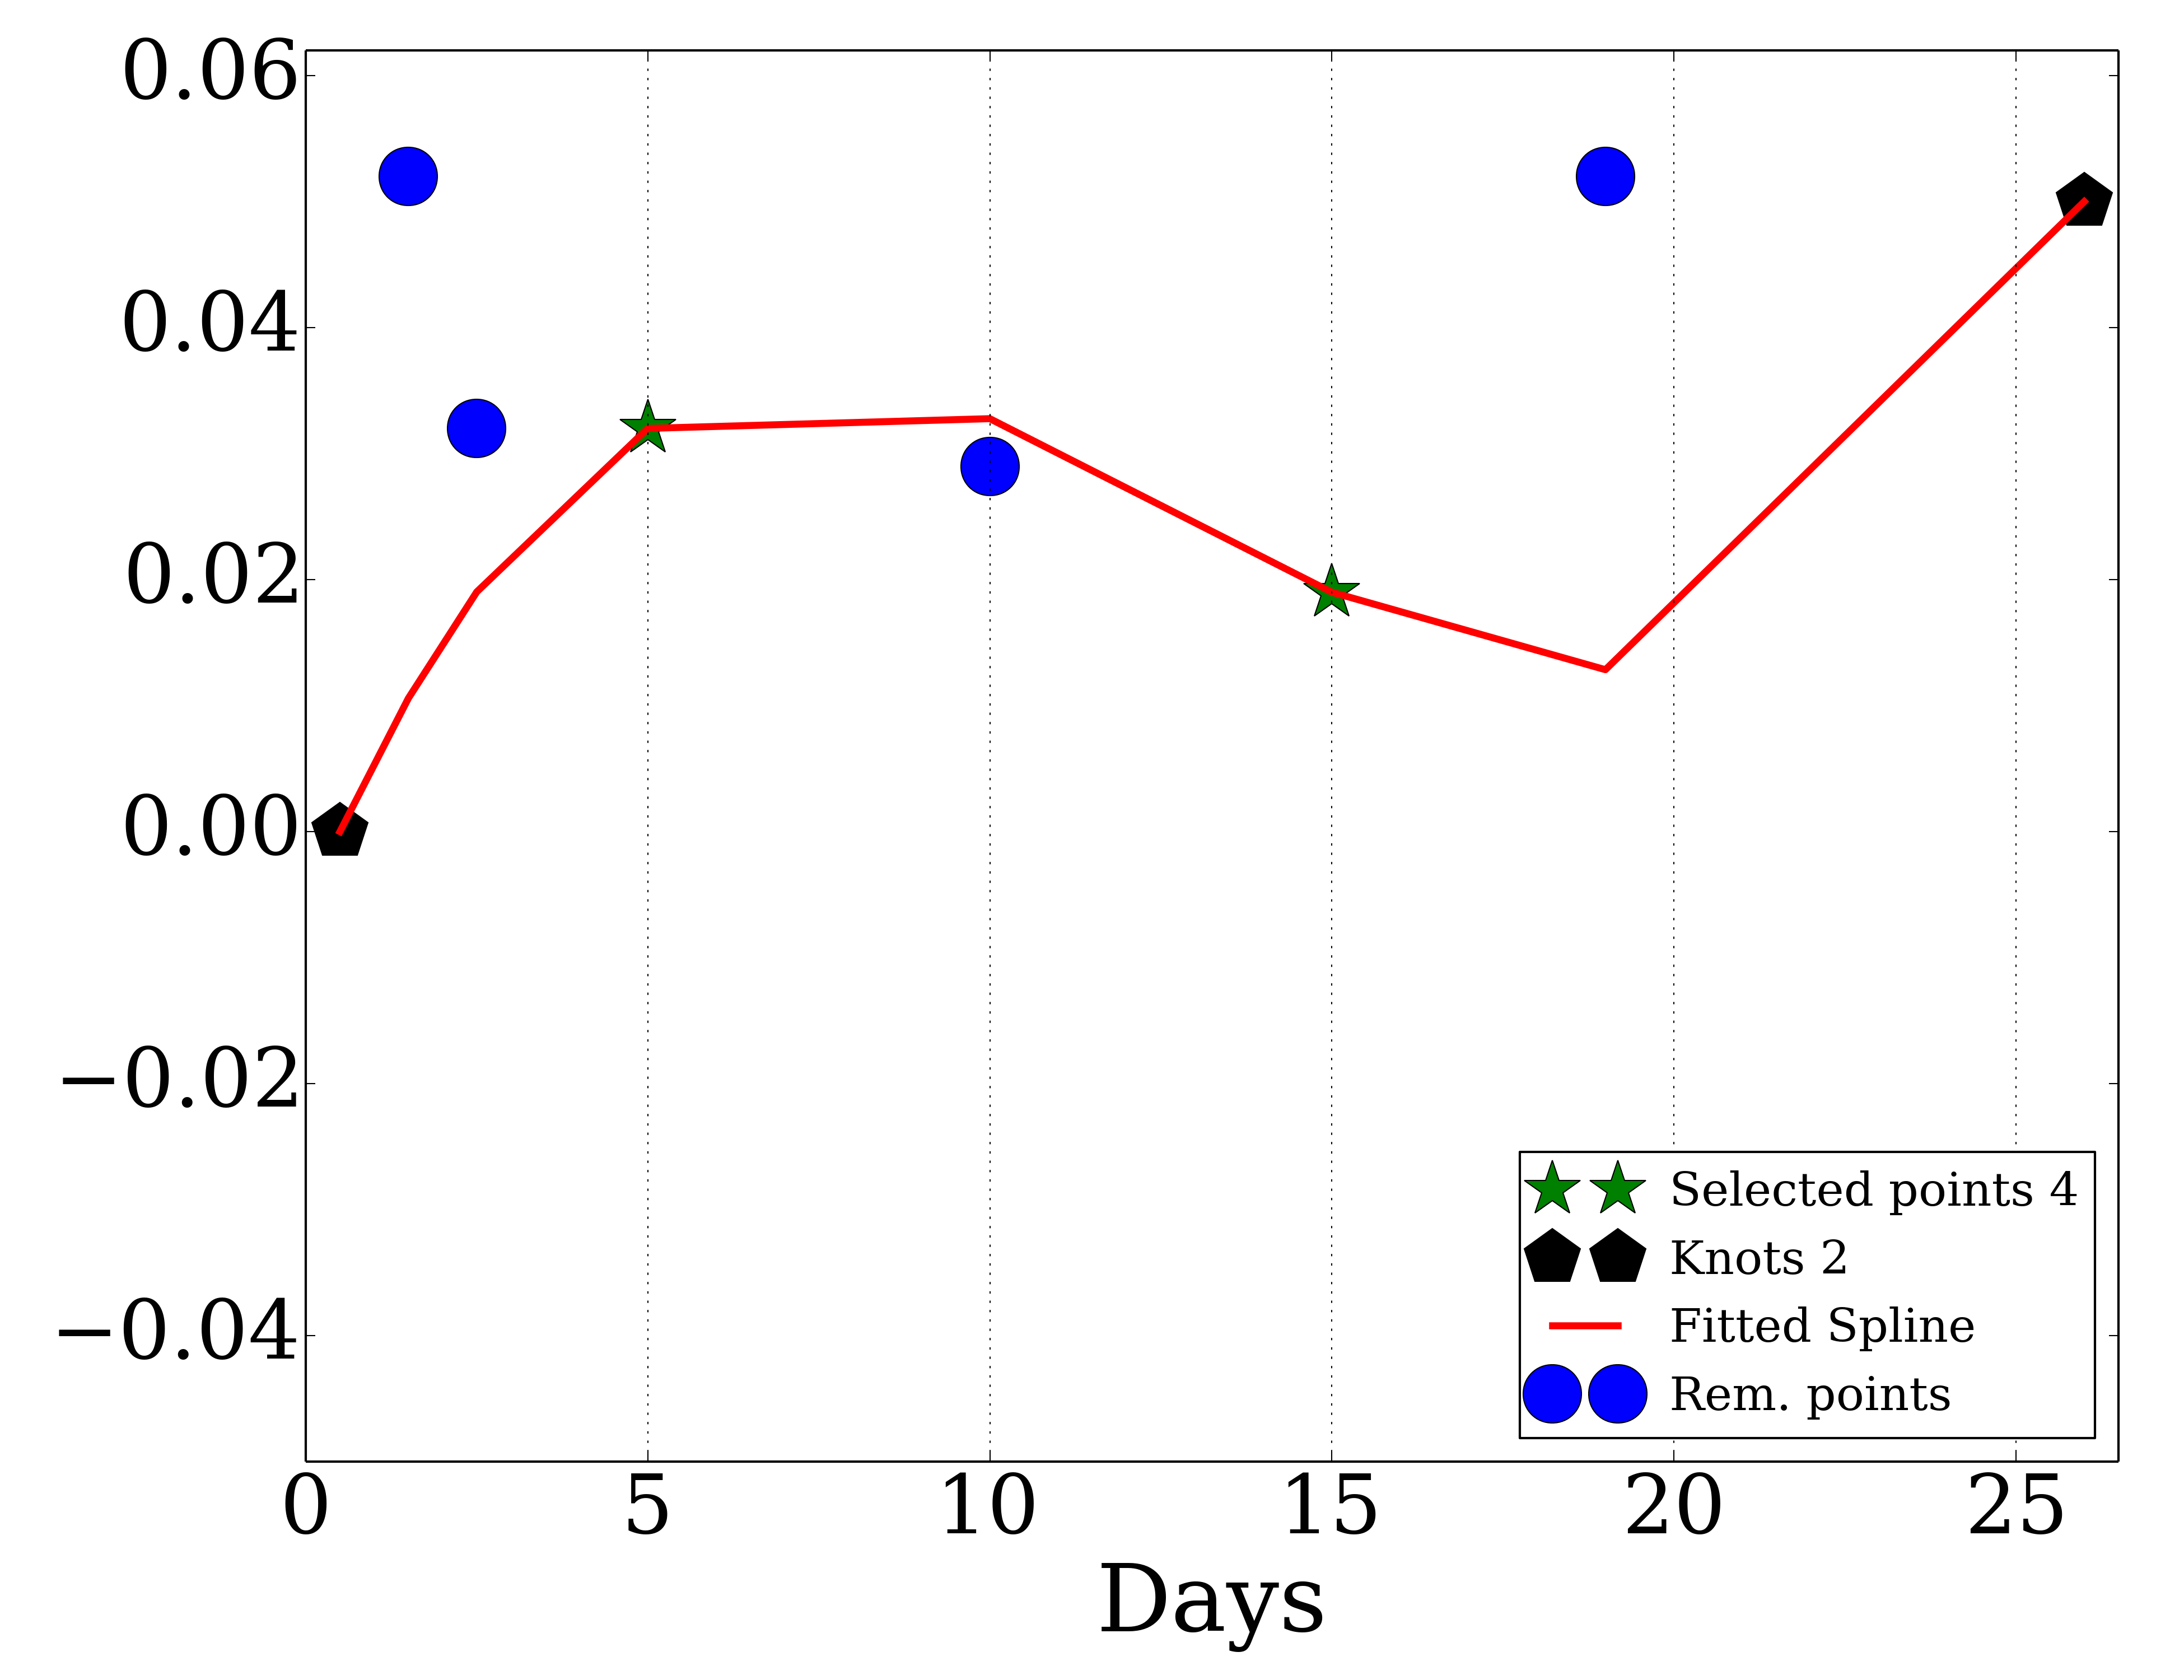 0.06
0.04
0.02
0.00
−0.02
−0.04
Selected points 4
Knots 2
Fitted Spline
Rem. points
0 5 10 15 20 25
Days